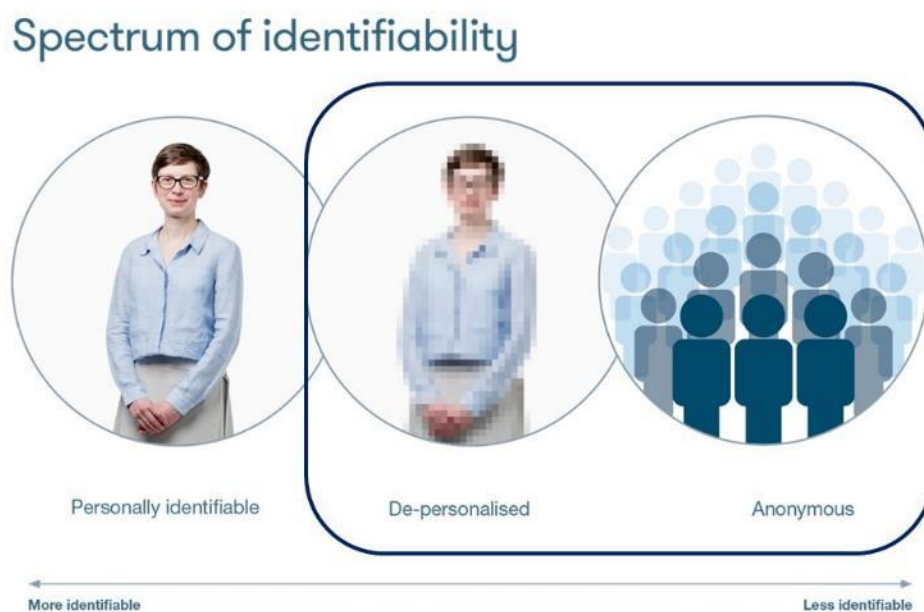 Spectrum of identifiability
Personally identifiable
De-personalised
Anonymous
More identifiable
Less identifiable